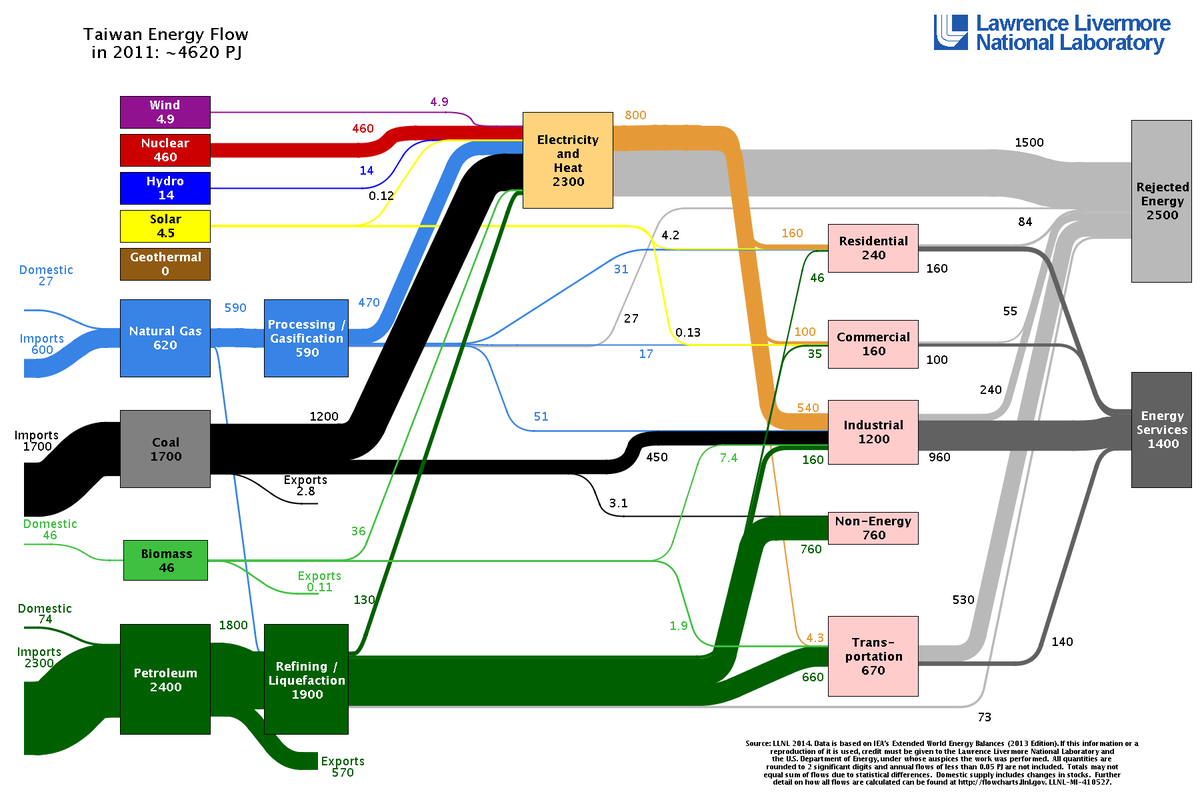 Taiwan Energy Flow
in 2011: ~4620 PJ
Lawrence Livermore
National Laboratory
Wind
4.9
4.9
Nuclear
460
460
Hydro
14
14
Solar
4.5
0.12
Geothermal
0
Electricity
and
Heat
2300
800
1500
Rejected
Energy
2500
Domestic
27
Imports
600
Natural Gas
620
590
Processing /
Gasification
590
470
4.2
31
27
17
0.13
51
160
Residential
240
46
84
160
100
Commercial
160
35
55
100
Imports
1700
Coal
1700
1200
Exports
2.8
450
3.1
540
Industrial
1200
160
240
960
Energy
Services
1400
Domestic
46
Biomass
46
36
Exports
0.11
7.4
1.9
Non-Energy
760
760
Domestic
74
Imports
2300
Petroleum
2400
1800
Refining /
Liquefaction
1900
130
Exports
570
4.3
Trans-
portation
670
660
530
140
73
Source: LLNL 2014. Data is based on IEA's Extended World Energy Balances (2013 Edition). If this information or a
reproduction of it is used, credit must be given to the Lawrence Livermore National Laboratory and
the U.S. Department of Energy, under whose auspices the work was performed. All quantities are
rounded to 2 significant digits and annual flows of less than 0.05 PJ are not included. Totals may not
equal sum of flows due to statistical differences. Domestic supply includes changes in stocks. Further
detail on how all flows are calculated can be found at http://flowcharts.llnl.gov. LLNL-MI-410527.